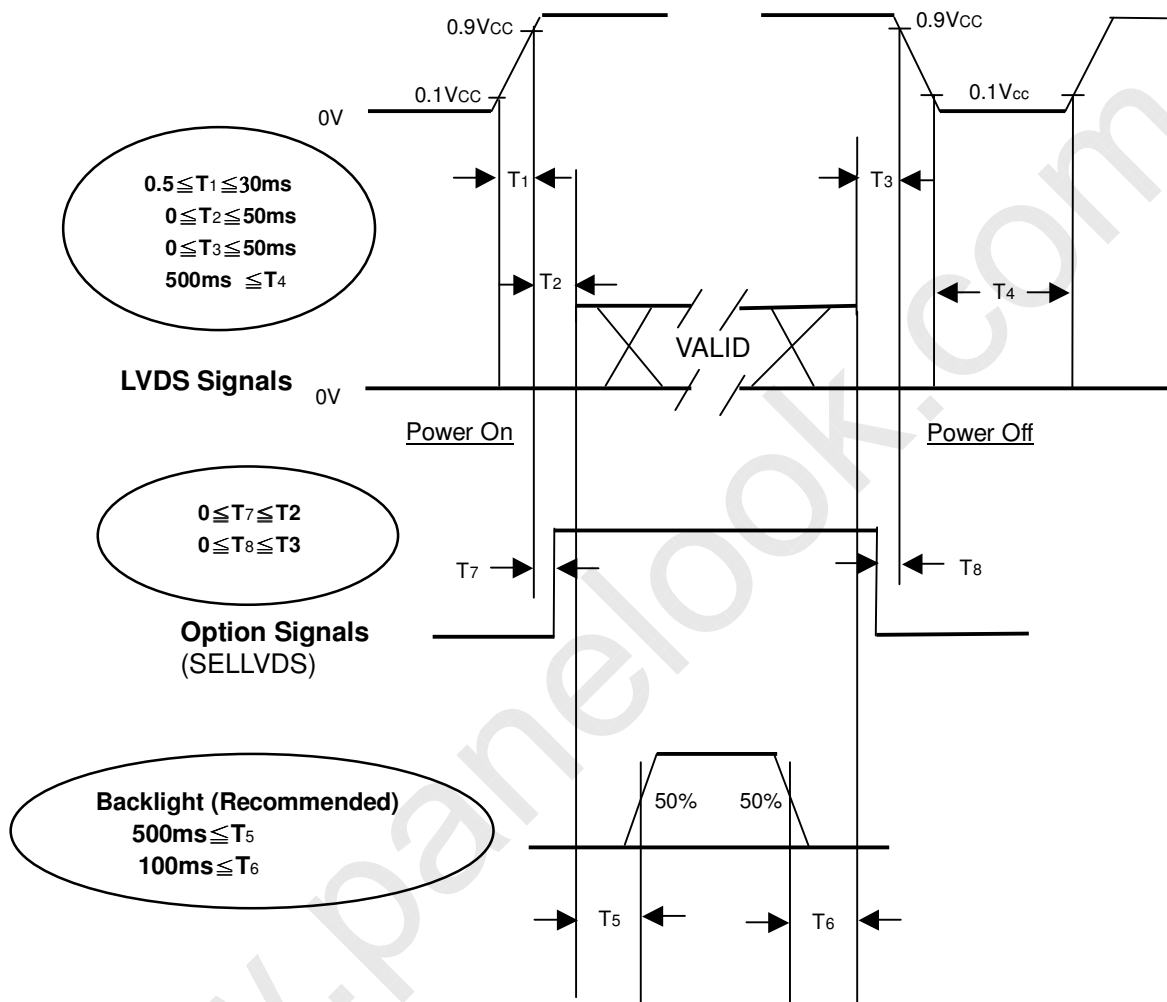 0.9VCC 0.9VCC
0.1VCC 0.1Vcc
0V
0.5≦T1≦30ms
0≦T2≦50ms
0≦T3≦50ms
500ms ≦T4
T1 T3
T2 T4
VALID
LVDS Signals
0V
Power On Power Off
0≦T7≦T2
0≦T8≦T3
T7 T8
Option Signals
(SELLVDS)
Backlight (Recommended)
500ms≦T5
100ms≦T6
50% 50%
T5 T6
.panelook.com